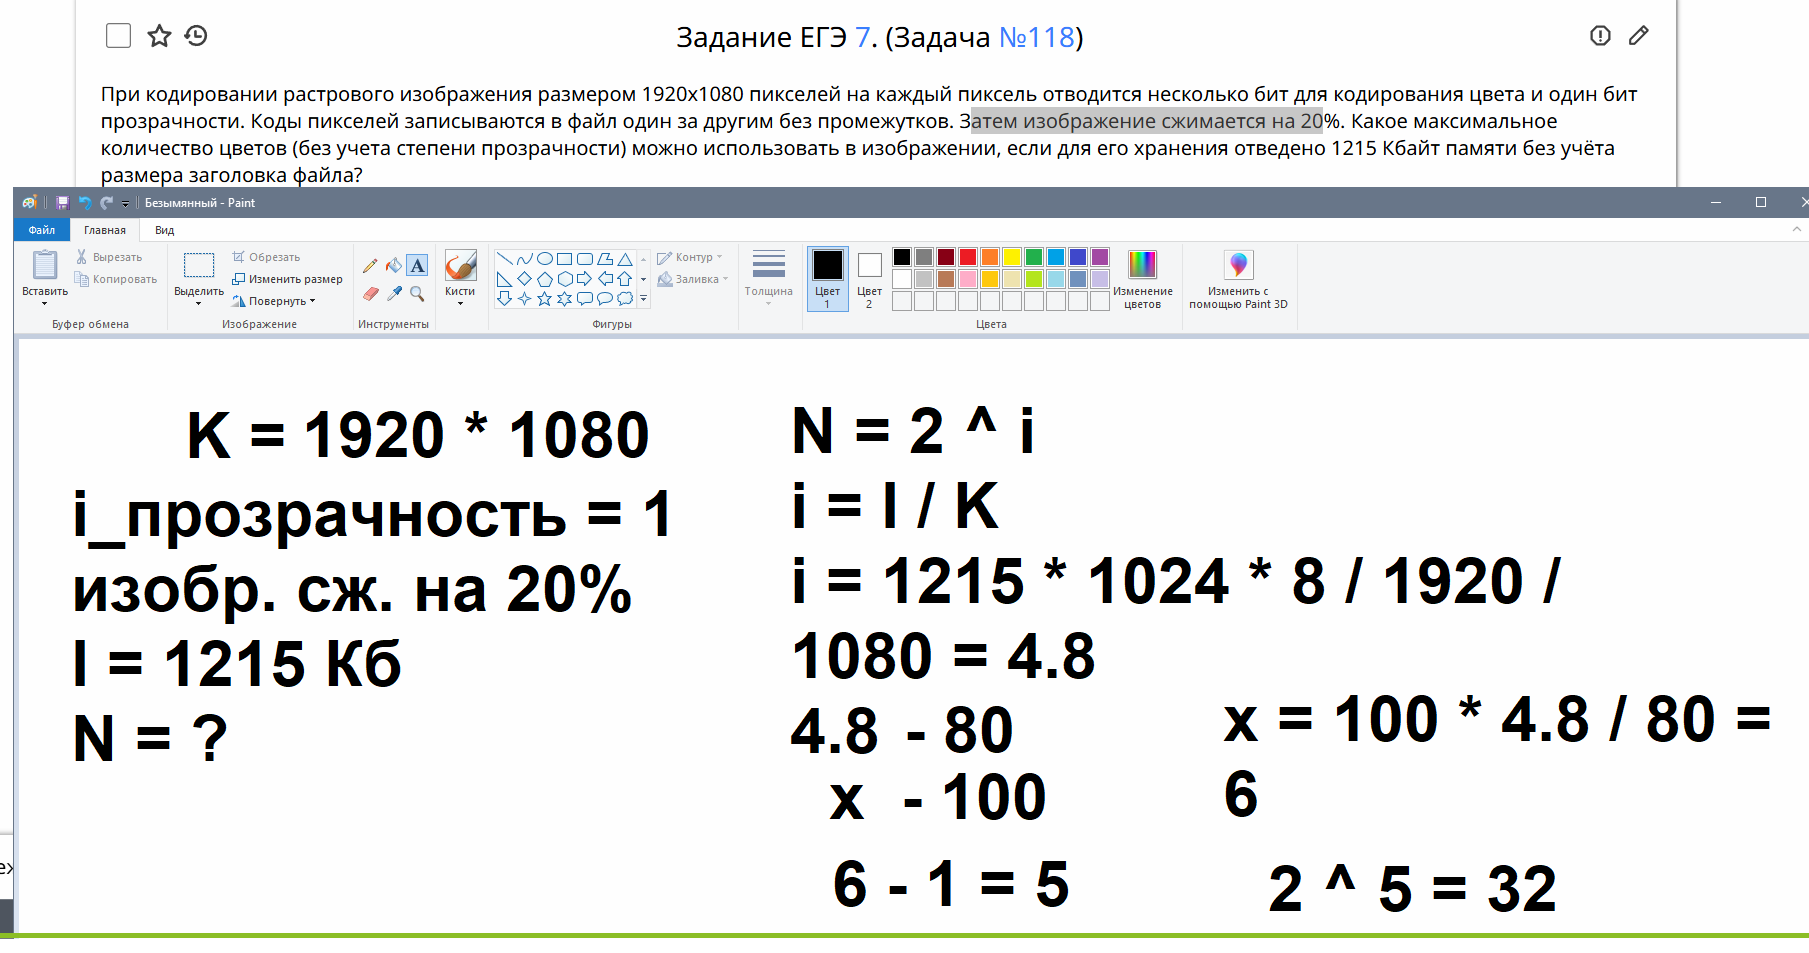 Задание ЕГЭ 7. (Задача №118)
При кодировании растрового изображения размером 1920x1080 пикселей на каждый пиксель отводится несколько бит для кодирования цвета и один бит
прозрачности. Коды пикселей записываются в файл один за другим без промежутков. Затем изображение сжимается на 20%. Какое максимальное
количество цветов (без учета степени прозрачности) можно использовать в изображении, если для его хранения отведено 1215 Кбайт памяти без учёта
размера заголовка файла?
Безымянный - Paint
Файл Главная Вид
Вставить
Вырезать
Копировать
Буфер обмена
Выделить
Обрезать
Изменить размер
Повернуть
Изображение
A
Инструменты
Кисти
Контур
Заливка
Фигуры
Толщина
Цвет
1
Цвет
2
Изменение
цветов
Цвета
Изменить с
помощью Paint 3D
K = 1920 * 1080
i_прозрачность = 1
изобр. сж. на 20%
I = 1215 Кб
N = ?
N = 2 ^ i
i = I / K
i = 1215 * 1024 * 8 / 1920 /
1080 = 4.8
4.8 - 80
x - 100
x = 100 * 4.8 / 80 =
6
6 - 1 = 5
2 ^ 5 = 32